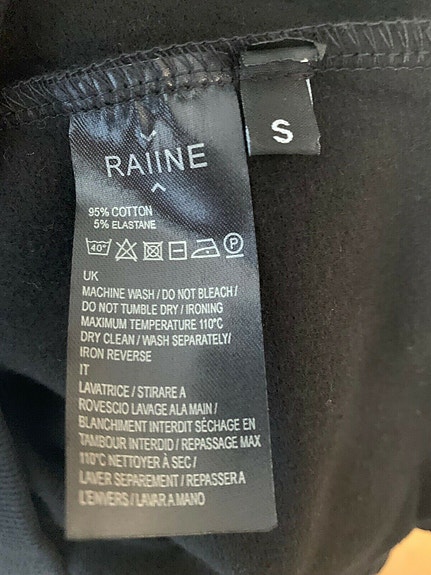 S
RAIINE
95% COTTON
5% ELASTANE
40°
P
UK
MACHINE WASH / DO NOT BLEACH /
DO NOT TUMBLE DRY / IRONING
MAXIMUM TEMPERATURE 110°C
DRY CLEAN / WASH SEPARATELY/
IRON REVERSE
IT
LAVATRICE / STIRARE A
ROVESCIO LAVAGE ALA MAIN /
BLANCHIMENT INTERDIT SÉCHAGE EN
TAMBOUR INTERDID / REPASSAGE MAX
110°C NETTOYER À SEC /
LAVER SEPAREMENT / REPASSER A
L'ENVERS / LAVAR A MANO